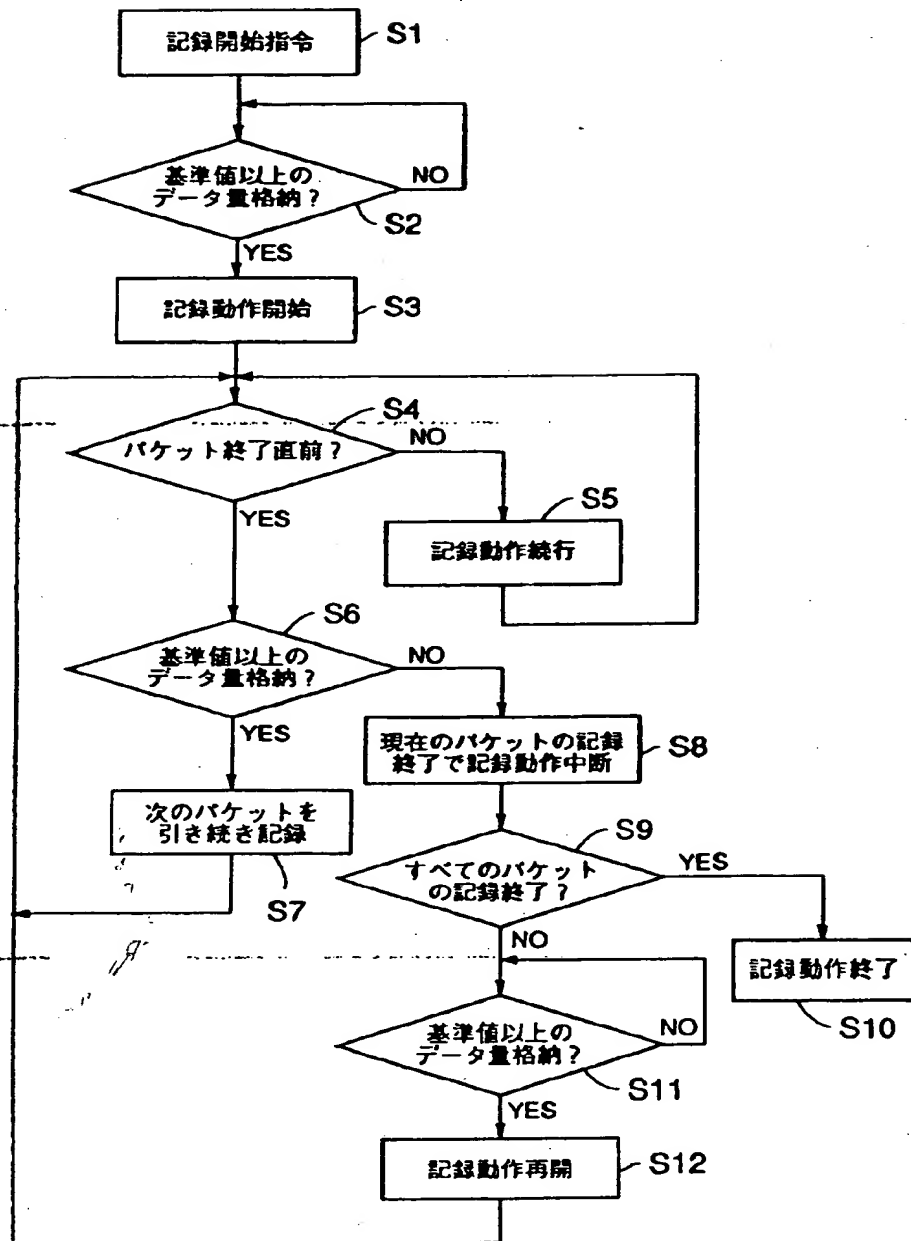 記録開始指令
S1
基準値以上の
データ量格納？
NO
S2
YES
記録動作開始
S3
S4
パケット終了直前？
NO
YES
S5
記録動作続行
S6
基準値以上の
データ量格納？
NO
YES
現在のパケットの記録
終了で記録動作中断
S8
次のパケットを
引き続き記録
S7
S9
すべてのパケット
の記録終了？
YES
NO
記録動作終了
S10
基準値以上の
データ量格納？
NO
S11
YES
記録動作再開
S12